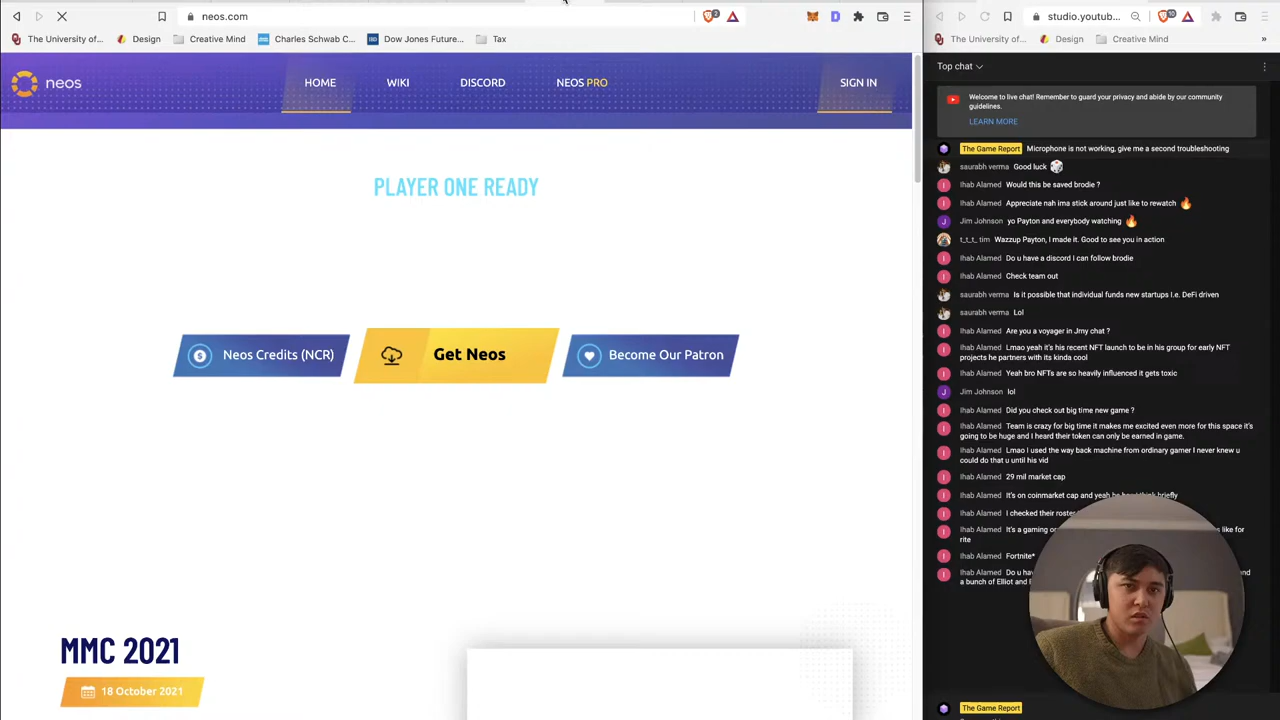 neos.com
The University of...
Design
Creative Mind
Charles Schwab C...
Dow Jones Future...
Tax
neos
HOME
WIKI
DISCORD
NEOS PRO
SIGN IN
PLAYER ONE READY
Neos Credits (NCR)
Get Neos
Become Our Patron
MMC 2021
18 October 2021
studio.youtub...
The University of...
Design
Creative Mind
»
Top chat
Welcome to live chat! Remember to guard your privacy and abide by our community
guidelines.
LEARN MORE
The Game Report Microphone is not working, give me a second troubleshooting
saurabh verma Good luck
Ihab Alamed Would this be saved brodie ?
Ihab Alamed Appreciate nah ima stick around just like to rewatch
Jim Johnson yo Payton and everybody watching
t_t_t_ tim Wazzup Payton, I made it. Good to see you in action
Ihab Alamed Do u have a discord I can follow brodie
Ihab Alamed Check team out
saurabh verma Is it possible that individual funds new startups I.e. DeFi driven
saurabh verma Lol
Ihab Alamed Are you a voyager in Jmy chat ?
Ihab Alamed Lmao yeah it's his recent NFT launch to be in his group for early NFT
projects he partners with its kinda cool
Ihab Alamed Yeah bro NFTs are so heavily influenced it gets toxic
Jim Johnson lol
Ihab Alamed Did you check out big time new game ?
Ihab Alamed Team is crazy for big time it makes me excited even more for this space it's
going to be huge and I heard their token can only be earned in game.
Ihab Alamed Lmao I used the way back machine from ordinary gamer I never knew u
could do that u until his vid
Ihab Alamed 29 mil market cap
Ihab Alamed It's on coinmarket cap and yeah briefly
Ihab Alamed I checked their
Ihab Alamed It's a gaming like for
rite
Ihab Alamed Fortnite*
Ihab Alamed Do u and
a bunch of Elliot and
The Game Report